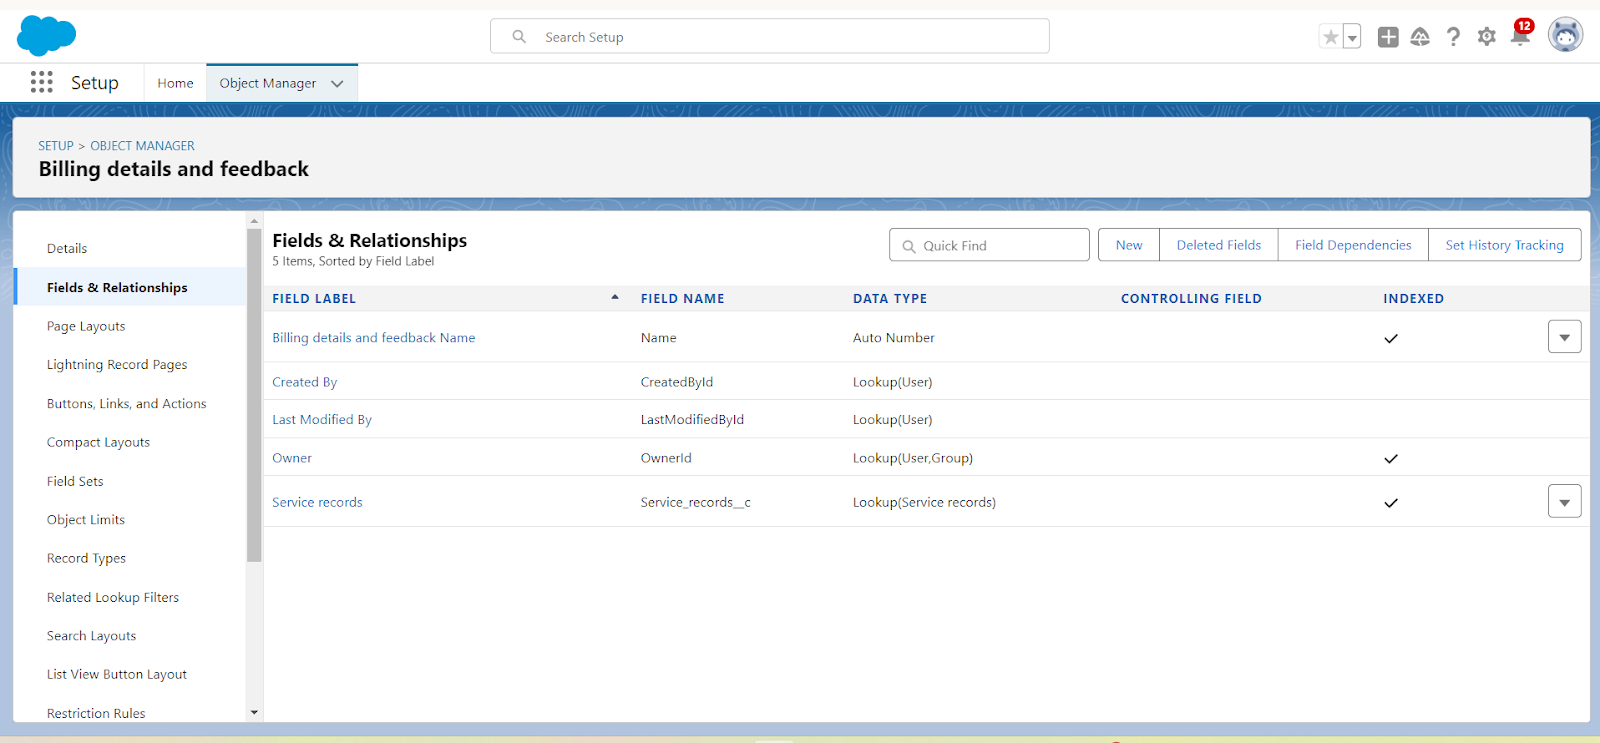 Search Setup
12
Setup
Home
Object Manager
SETUP > OBJECT MANAGER
Billing details and feedback
Details
Fields & Relationships
Page Layouts
Lightning Record Pages
Buttons, Links, and Actions
Compact Layouts
Field Sets
Object Limits
Record Types
Related Lookup Filters
Search Layouts
List View Button Layout
Restriction Rules
Fields & Relationships
5 Items, Sorted by Field Label
Quick Find
New
Deleted Fields
Field Dependencies
Set History Tracking
FIELD LABEL FIELD NAME DATA TYPE CONTROLLING FIELD INDEXED
Billing details and feedback Name Name Auto Number
Created By CreatedById Lookup(User)
Last Modified By LastModifiedById Lookup(User)
Owner OwnerId Lookup(User,Group)
Service records Service_records__c Lookup(Service records)